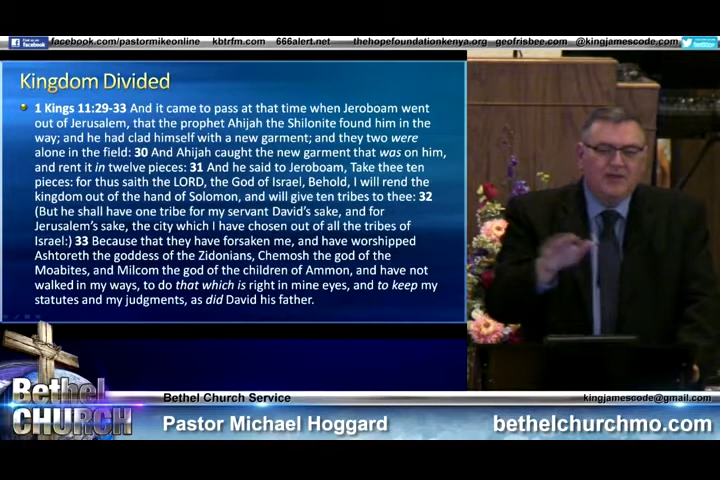 Find us on facebook facebook.com/pastormikeonline kbtrfm.com 666alert.net thehopefoundationkenya.org geofrisbee.com @kingjamescode.com twitter
Kingdom Divided
1 Kings 11:29-33 And it came to pass at that time when Jeroboam went
out of Jerusalem, that the prophet Ahijah the Shilonite found him in the
way; and he had clad himself with a new garment; and they two were
alone in the field: 30 And Ahijah caught the new garment that was on him,
and rent it in twelve pieces: 31 And he said to Jeroboam, Take thee ten
pieces: for thus saith the LORD, the God of Israel, Behold, I will rend the
kingdom out of the hand of Solomon, and will give ten tribes to thee: 32
(But he shall have one tribe for my servant David's sake, and for
Jerusalem's sake, the city which I have chosen out of all the tribes of
Israel:) 33 Because that they have forsaken me, and have worshipped
Ashtoreth the goddess of the Zidonians, Chemosh the god of the
Moabites, and Milcom the god of the children of Ammon, and have not
walked in my ways, to do that which is right in mine eyes, and to keep my
statutes and my judgments, as did David his father.
Bethel
CHURCH
Bethel Church Service kingjamescode@gmail.com
Pastor Michael Hoggard bethelchurchmo.com